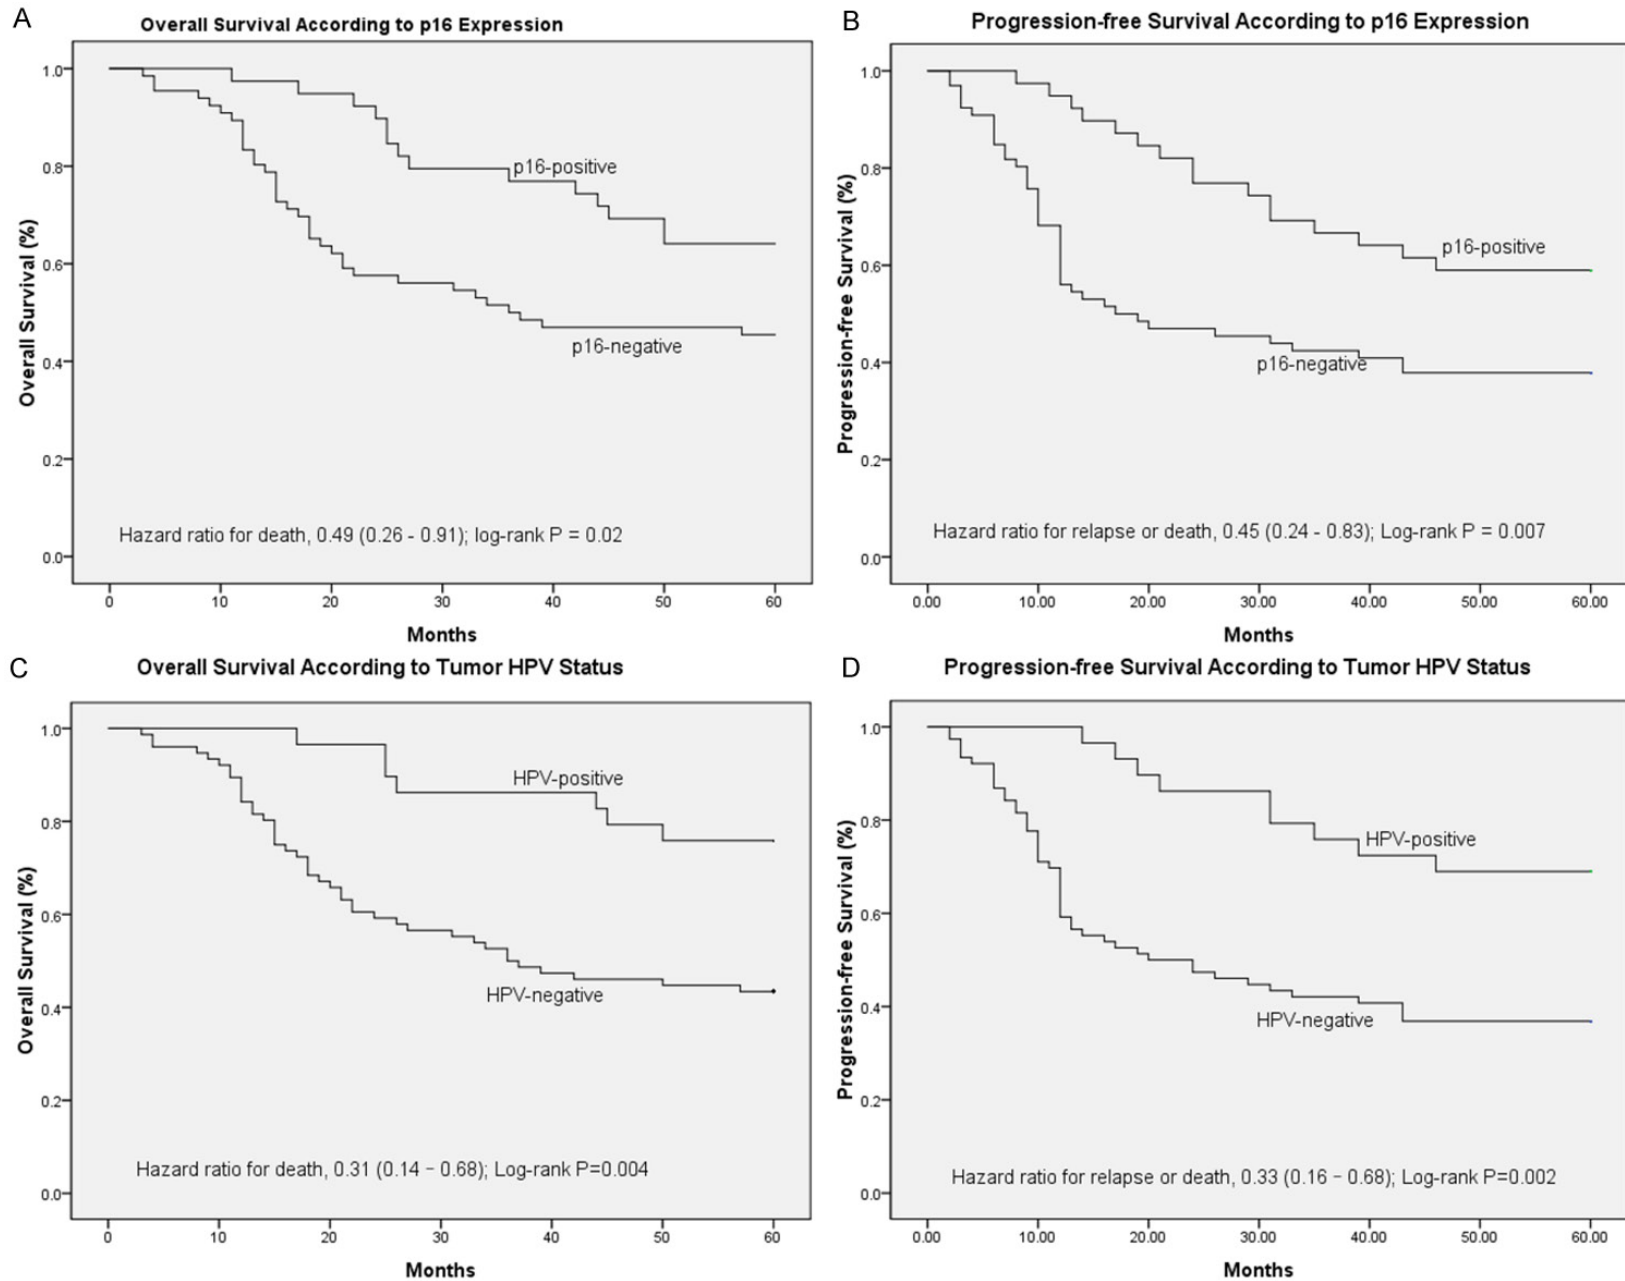 A
Overall Survival According to p16 Expression
1.0
0.8
0.6
0.4
0.2
0.0
Overall Survival (%)
p16-positive
p16-negative
Hazard ratio for death, 0.49 (0.26 - 0.91); log-rank P = 0.02
0 10 20 30 40 50 60
Months
B
Progression-free Survival According to p16 Expression
1.0
0.8
0.6
0.4
0.2
0.0
Progression-free Survival (%)
p16-positive
p16-negative
Hazard ratio for relapse or death, 0.45 (0.24 - 0.83); Log-rank P = 0.007
0.00 10.00 20.00 30.00 40.00 50.00 60.00
Months
C
Overall Survival According to Tumor HPV Status
1.0
0.8
0.6
0.4
0.2
0.0
Overall Survival (%)
HPV-positive
HPV-negative
Hazard ratio for death, 0.31 (0.14 - 0.68); Log-rank P=0.004
0 10 20 30 40 50 60
Months
D
Progression-free Survival According to Tumor HPV Status
1.0
0.8
0.6
0.4
0.2
0.0
Progression-free Survival (%)
HPV-positive
HPV-negative
Hazard ratio for relapse or death, 0.33 (0.16 - 0.68); Log-rank P=0.002
0.00 10.00 20.00 30.00 40.00 50.00 60.00
Months